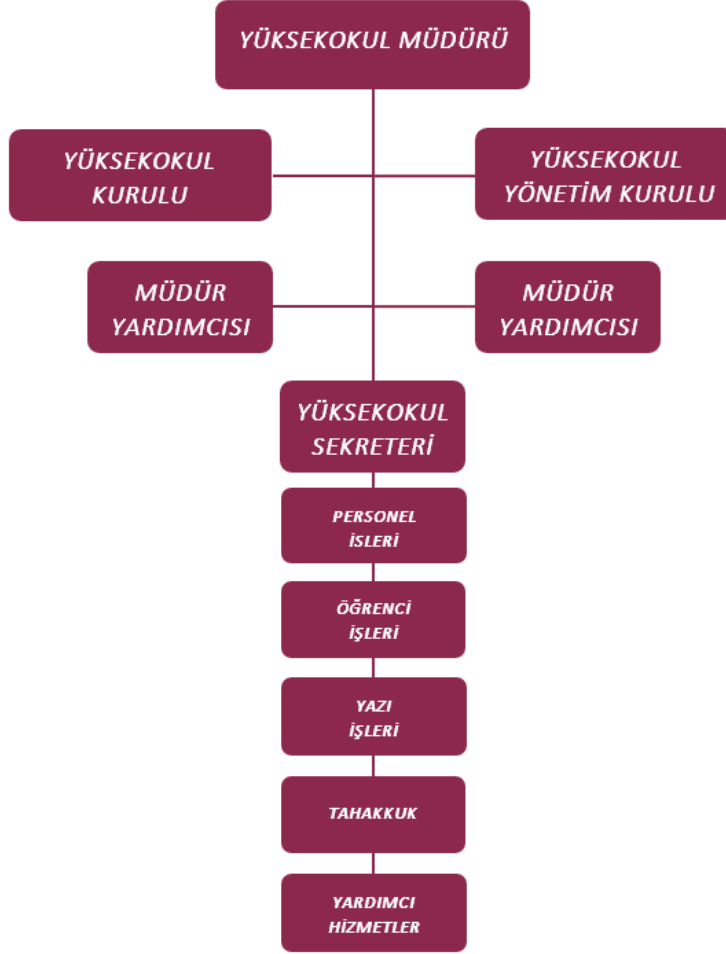 YÜKSEKOKUL MÜDÜRÜ
YÜKSEKOKUL
KURULU
YÜKSEKOKUL
YÖNETİM KURULU
MÜDÜR
YARDIMCISI
MÜDÜR
YARDIMCISI
YÜKSEKOKUL
SEKRETERİ
PERSONEL
İSLERİ
ÖĞRENCİ
İŞLERİ
YAZI
İŞLERİ
TAHAKKUK
YARDIMCI
HİZMETLER